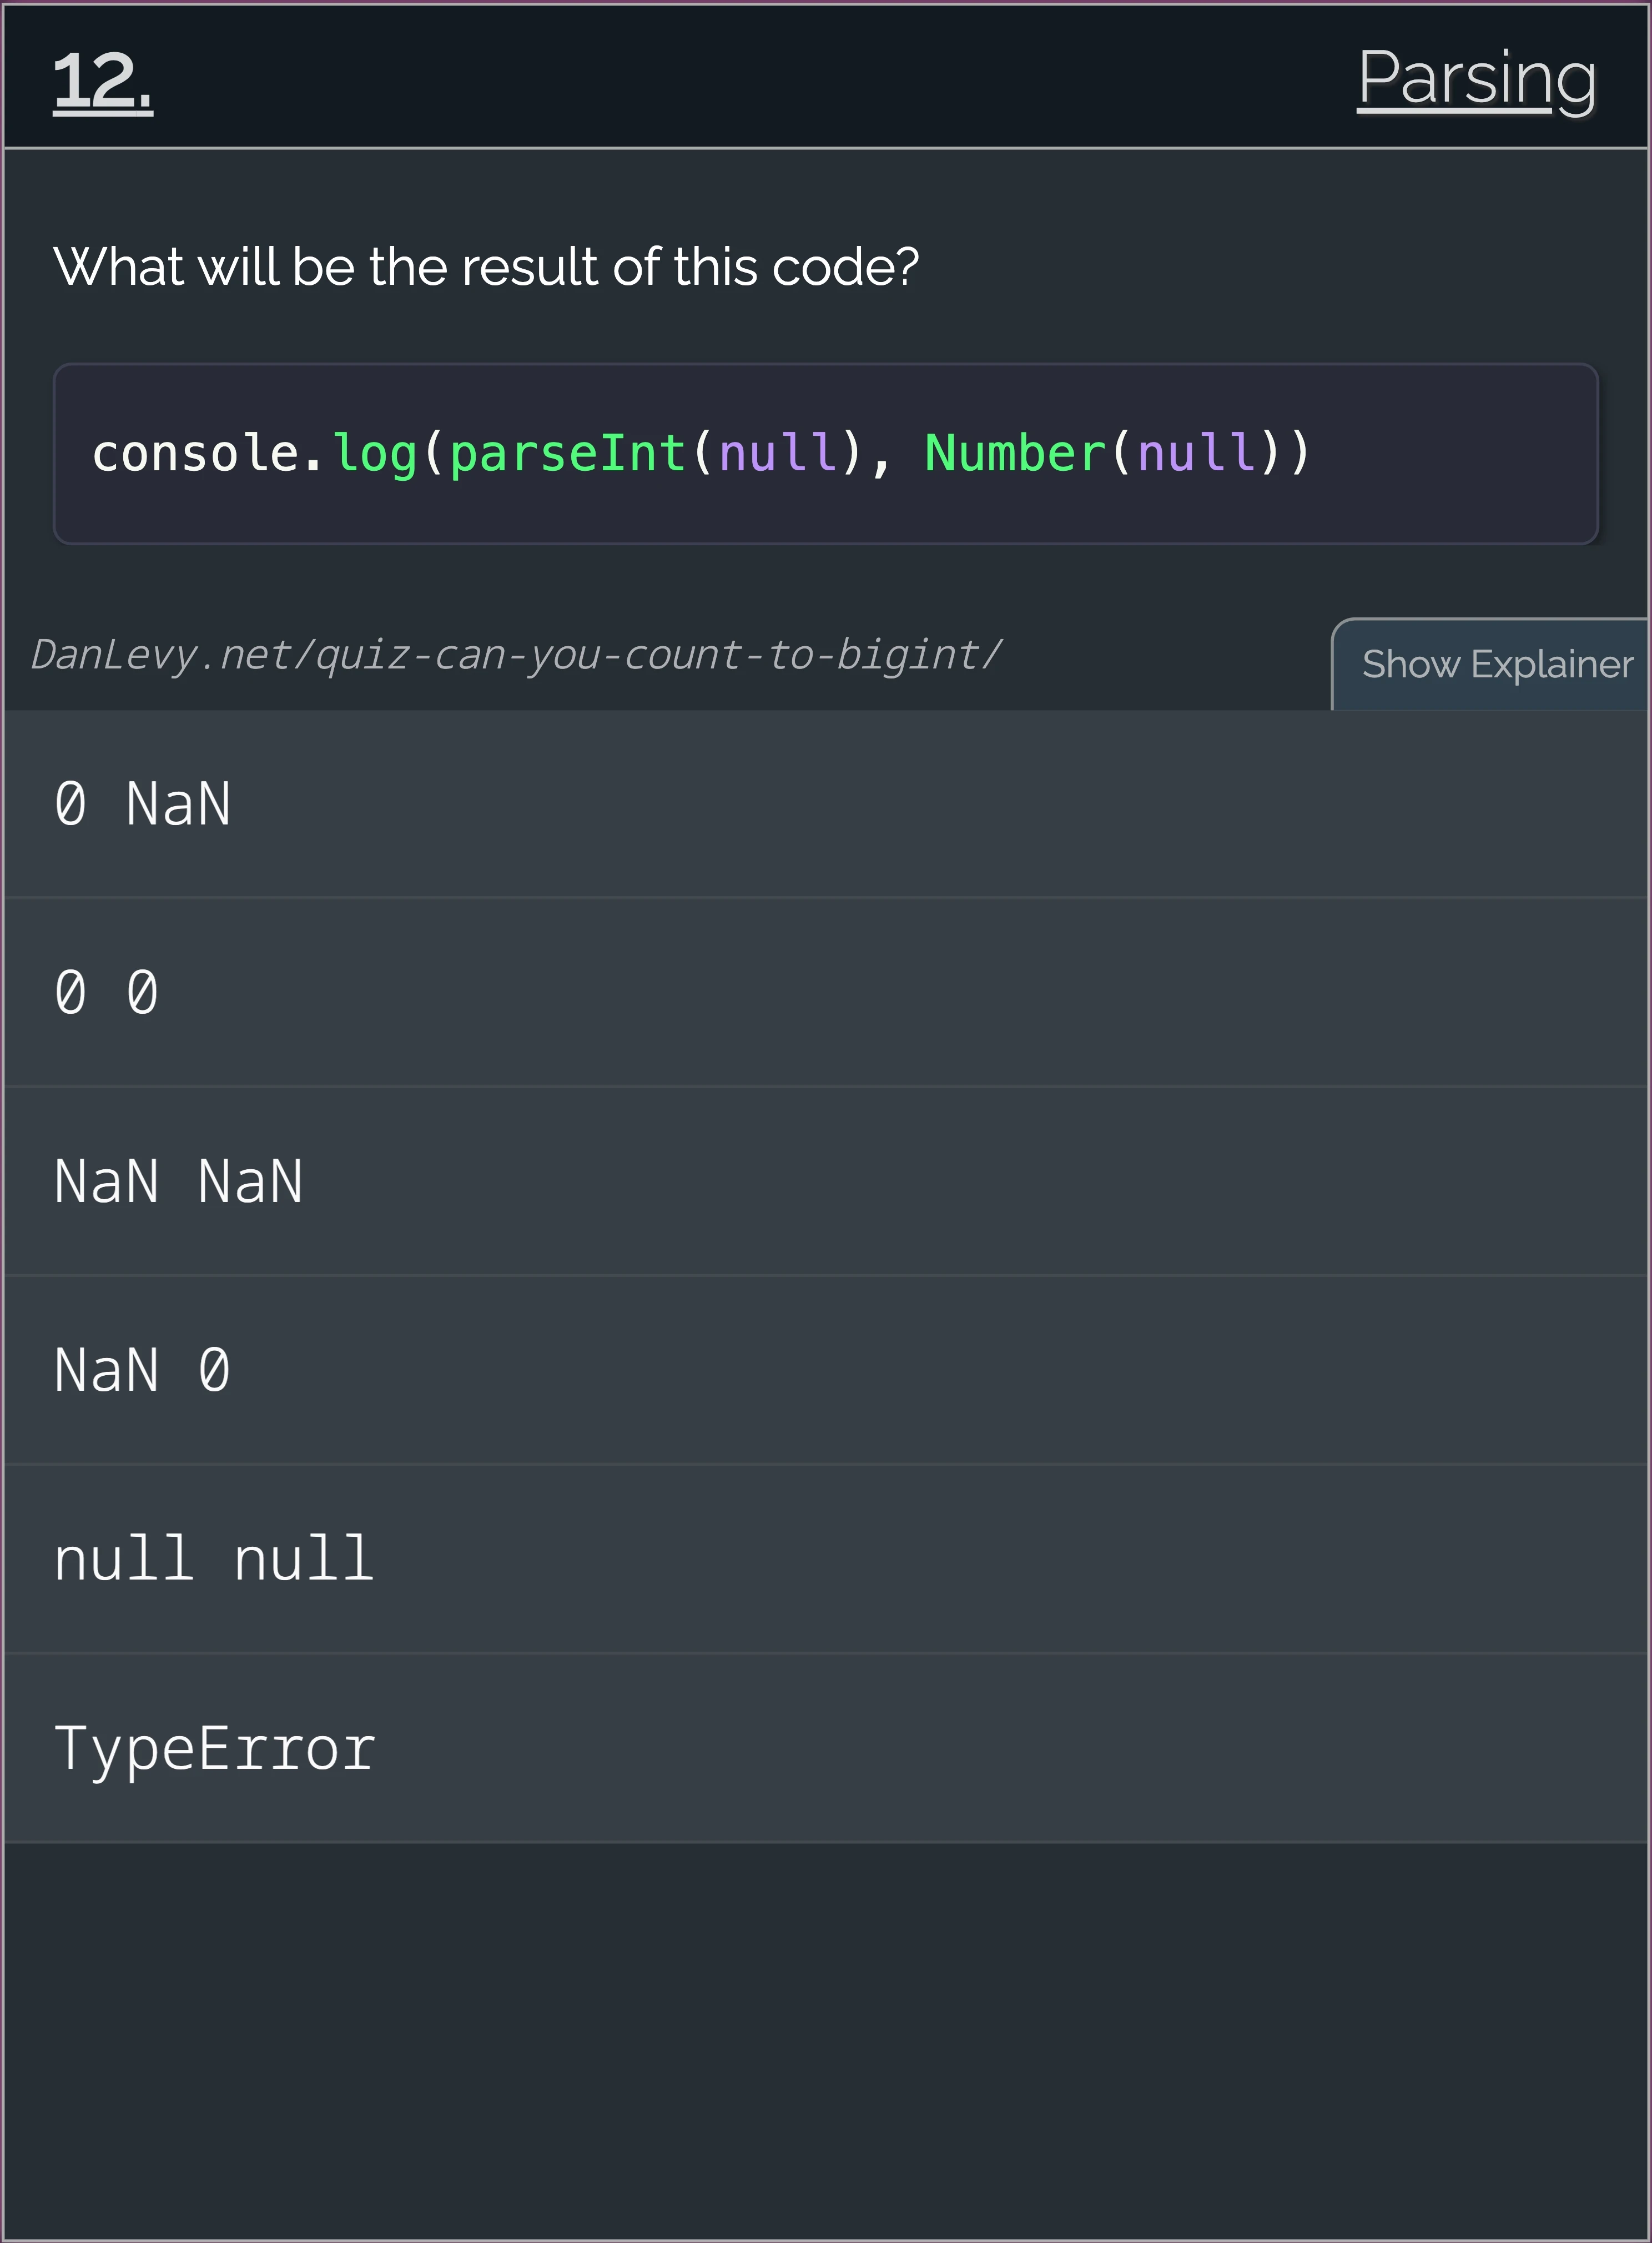 12.
Parsing
What will be the result of this code?
console.log(parseInt(null), Number(null))
DanLevy.net/quiz-can-you-count-to-bigint/
Show Explainer
0 NaN
0 0
NaN NaN
NaN 0
null null
TypeError